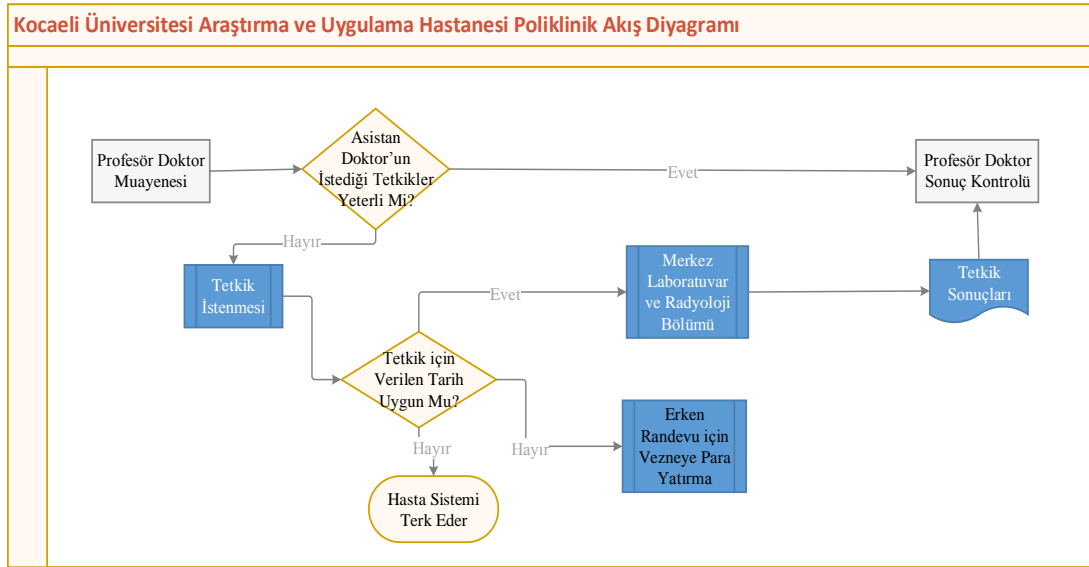 Kocaeli Üniversitesi Araştırma ve Uygulama Hastanesi Poliklinik Akış Diyagramı
Profesör Doktor
Muayenesi
Asistan
Doktor'un
İstediği Tetkikler
Yeterli Mi?
Evet
Profesör Doktor
Sonuç Kontrolü
Hayır
Tetkik
İstenmesi
Evet
Merkez
Laboratuvar
ve Radyoloji
Bölümü
Tetkik
Sonuçları
Tetkik için
Verilen Tarih
Uygun Mu?
Hayır
Hayır
Erken
Randevu için
Vezneye Para
Yatırma
Hasta Sistemi
Terk Eder